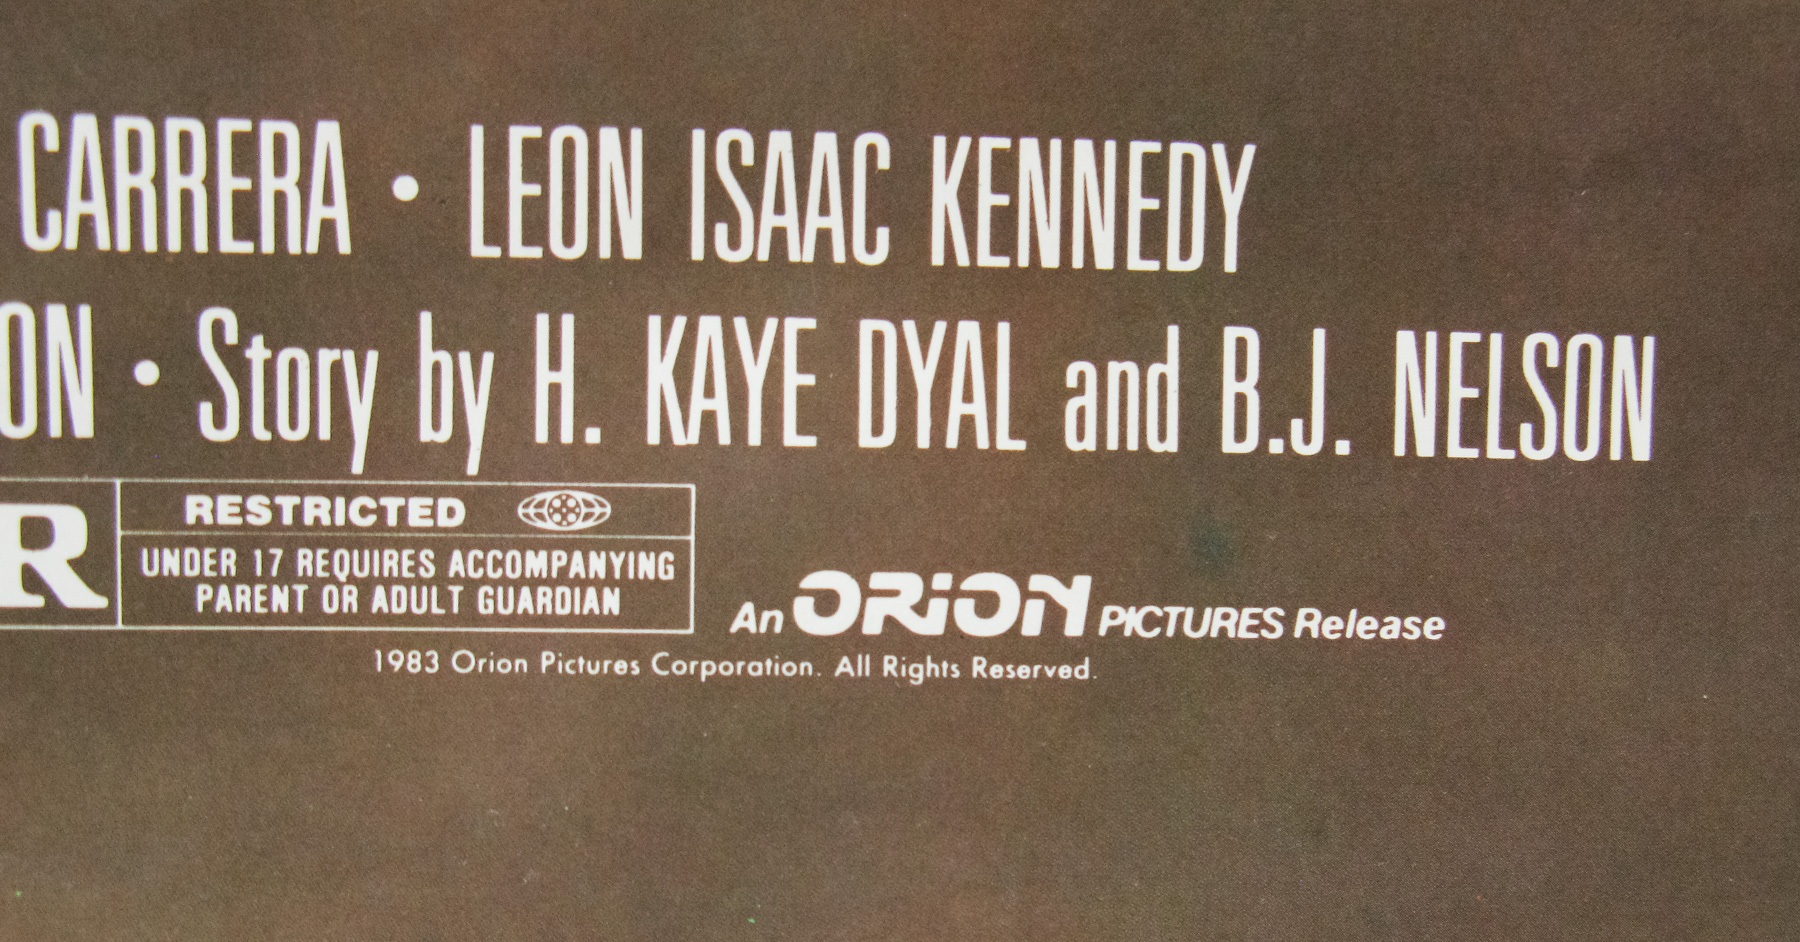 CARRERA • LEON ISAAC KENNEDY
ON • Story by H. KAYE DYAL and B.J. NELSON
R
RESTRICTED
UNDER 17 REQUIRES ACCOMPANYING
PARENT OR ADULT GUARDIAN
An ORION PICTURES Release
1983 Orion Pictures Corporation. All Rights Reserved.